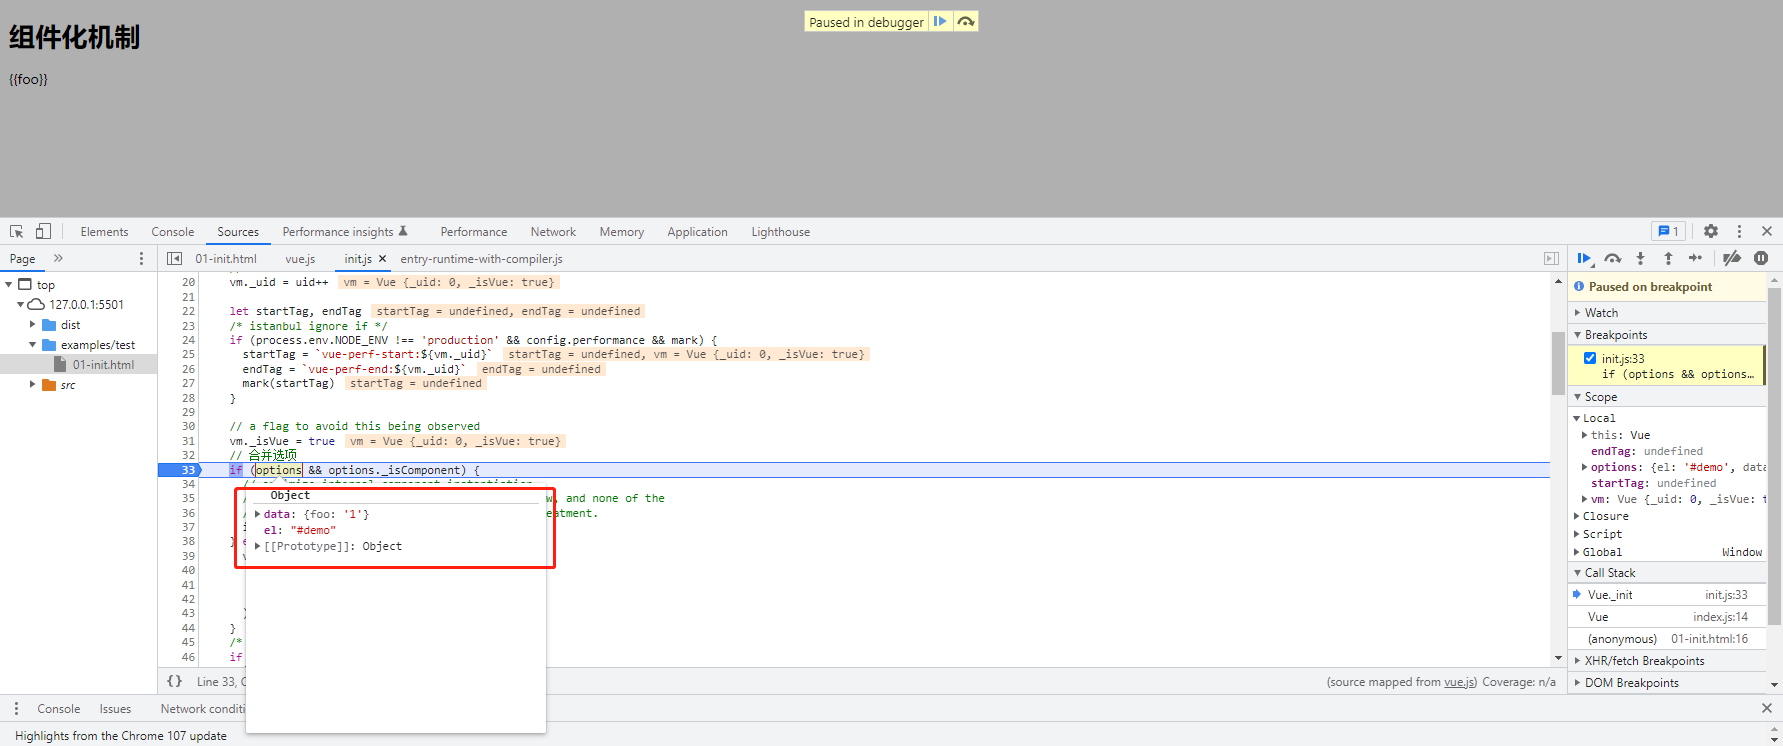 组件化机制
{{foo}}
Paused in debugger
Elements Console Sources Performance insights Performance Network Memory Application Lighthouse 1
Page
01-init.html vue.js init.js entry-runtime-with-compiler.js
top
127.0.0.1:5501
dist
examples/test
01-init.html
src
20 vm._uid = uid++ vm = Vue {_uid: 0, _isVue: true}
21
22 let startTag, endTag startTag = undefined, endTag = undefined
23 /* istanbul ignore if */
24 if (process.env.NODE_ENV !== 'production' && config.performance && mark) {
25 startTag = `vue-perf-start:${vm._uid}` startTag = undefined, vm = Vue {_uid: 0, _isVue: true}
26 endTag = `vue-perf-end:${vm._uid}` endTag = undefined
27 mark(startTag) startTag = undefined
28 }
29
30 // a flag to avoid this being observed
31 vm._isVue = true vm = Vue {_uid: 0, _isVue: true}
32 // 合并选项
33 if (options && options._isComponent) {
34
35 , and none of the
36 eatment.
37
38 }
39
40
41
42
43
44 }
45 /*
46 if
Object
data: {foo: '1'}
el: "#demo"
[[Prototype]]: Object
{} Line 33, (source mapped from vue.js) Coverage: n/a
Paused on breakpoint
Watch
Breakpoints
init.js:33
if (options && options…
Scope
Local
this: Vue
endTag: undefined
options: {el: '#demo', data
startTag: undefined
vm: Vue {_uid: 0, _isVue: t
Closure
Script
Global Window
Call Stack
Vue._init init.js:33
Vue index.js:14
(anonymous) 01-init.html:16
XHR/fetch Breakpoints
DOM Breakpoints
Console Issues Network conditi
Highlights from the Chrome 107 update